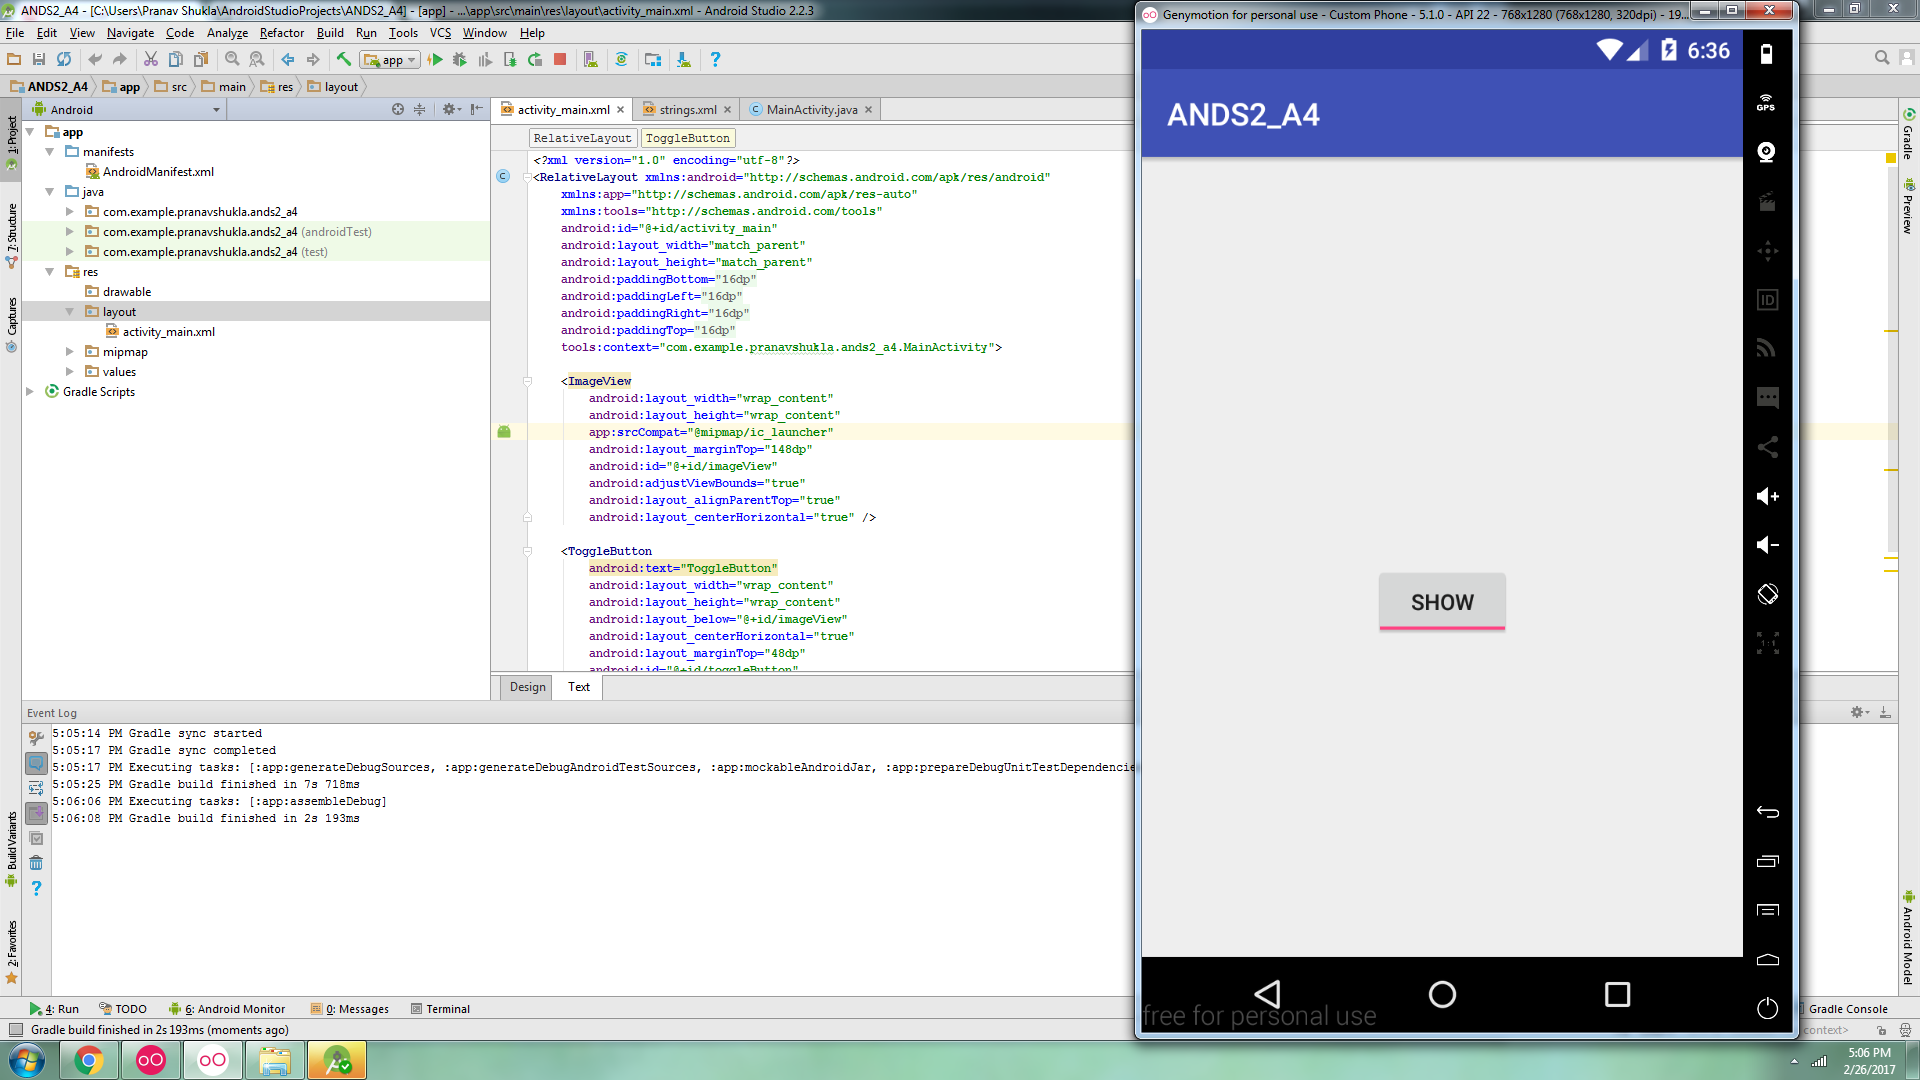 ANDS2_A4 - [C:\Users\Pranav Shukla\AndroidStudioProjects\ANDS2_A4] - [app] - ...\app\src\main\res\layout\activity_main.xml - Android Studio 2.2.3
File Edit View Navigate Code Analyze Refactor Build Run Tools VCS Window Help
app
ANDS2_A4 app src main res layout
Android
activity_main.xml strings.xml MainActivity.java
RelativeLayout ToggleButton
1: Project
7: Structure
Captures
Build Variants
2: Favorites
app
manifests
AndroidManifest.xml
java
com.example.pranavshukla.ands2_a4
com.example.pranavshukla.ands2_a4 (androidTest)
com.example.pranavshukla.ands2_a4 (test)
res
drawable
layout
activity_main.xml
mipmap
values
Gradle Scripts
<?xml version="1.0" encoding="utf-8"?>
<RelativeLayout xmlns:android="http://schemas.android.com/apk/res/android"
xmlns:app="http://schemas.android.com/apk/res-auto"
xmlns:tools="http://schemas.android.com/tools"
android:id="@+id/activity_main"
android:layout_width="match_parent"
android:layout_height="match_parent"
android:paddingBottom="16dp"
android:paddingLeft="16dp"
android:paddingRight="16dp"
android:paddingTop="16dp"
tools:context="com.example.pranavshukla.ands2_a4.MainActivity">
<ImageView
android:layout_width="wrap_content"
android:layout_height="wrap_content"
app:srcCompat="@mipmap/ic_launcher"
android:layout_marginTop="148dp"
android:id="@+id/imageView"
android:adjustViewBounds="true"
android:layout_alignParentTop="true"
android:layout_centerHorizontal="true" />
<ToggleButton
android:text="ToggleButton"
android:layout_width="wrap_content"
android:layout_height="wrap_content"
android:layout_below="@+id/imageView"
android:layout_centerHorizontal="true"
android:layout_marginTop="48dp"
android:id="@+id/toggleButton"
Design Text
Event Log
5:05:14 PM Gradle sync started
5:05:17 PM Gradle sync completed
5:05:17 PM Executing tasks: [:app:generateDebugSources, :app:generateDebugAndroidTestSources, :app:mockableAndroidJar, :app:prepareDebugUnitTestDependencie
5:05:25 PM Gradle build finished in 7s 718ms
5:06:06 PM Executing tasks: [:app:assembleDebug]
5:06:08 PM Gradle build finished in 2s 193ms
4: Run TODO 6: Android Monitor 0: Messages Terminal
Gradle build finished in 2s 193ms (moments ago)
Genymotion for personal use - Custom Phone - 5.1.0 - API 22 - 768x1280 (768x1280, 320dpi) - 19...
6:36
ANDS2_A4
SHOW
free for personal use
GPS
ID
1:1
Gradle
Preview
Android Model
Gradle Console
context>
5:06 PM
2/26/2017